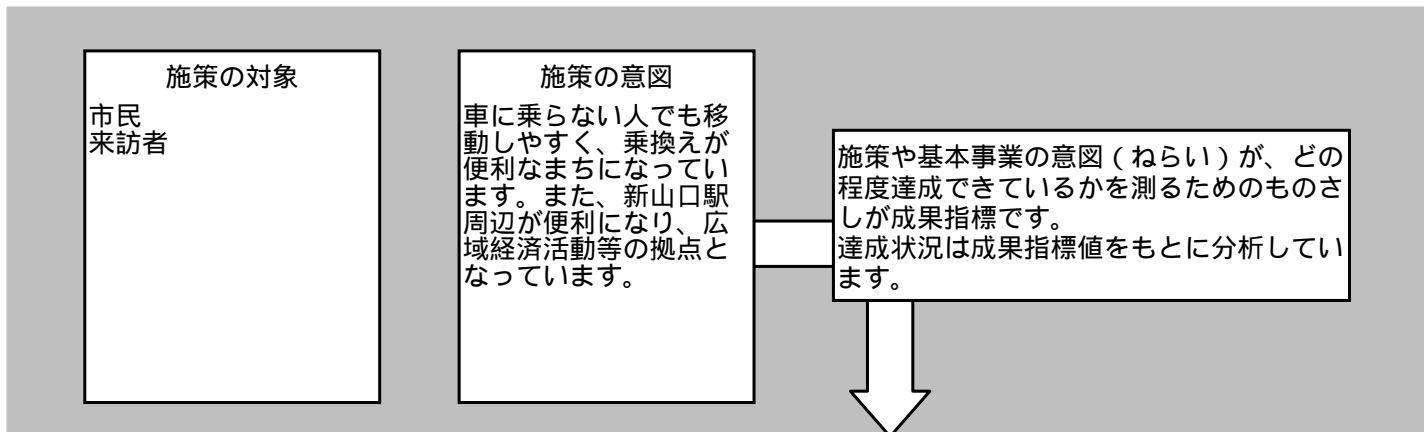 施策の対象
市民
来訪者
施策の意図
車に乗らない人でも移
動しやすく、乗換えが
便利なまちになってい
ます。また、新山口駅
周辺が便利になり、広
域経済活動等の拠点と
なっています。
施策や基本事業の意図（ねらい）が、どの
程度達成できているかを測るためのものさ
しが成果指標です。
達成状況は成果指標値をもとに分析してい
ます。